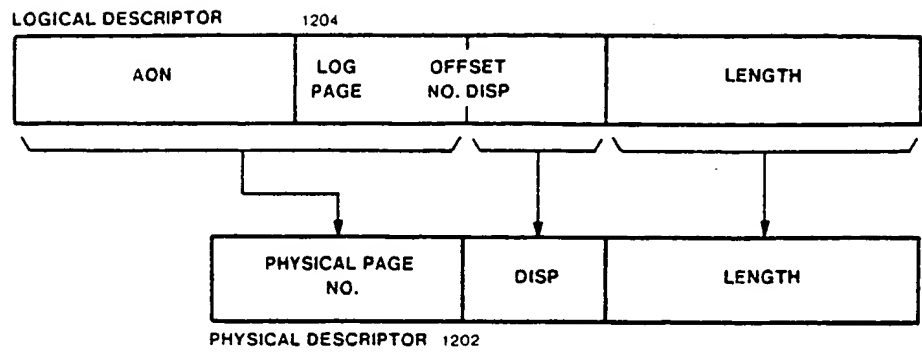 LOGICAL DESCRIPTOR 1204
AON
LOG OFFSET
PAGE NO. DISP
LENGTH
PHYSICAL PAGE
NO.
DISP
LENGTH
PHYSICAL DESCRIPTOR 1202